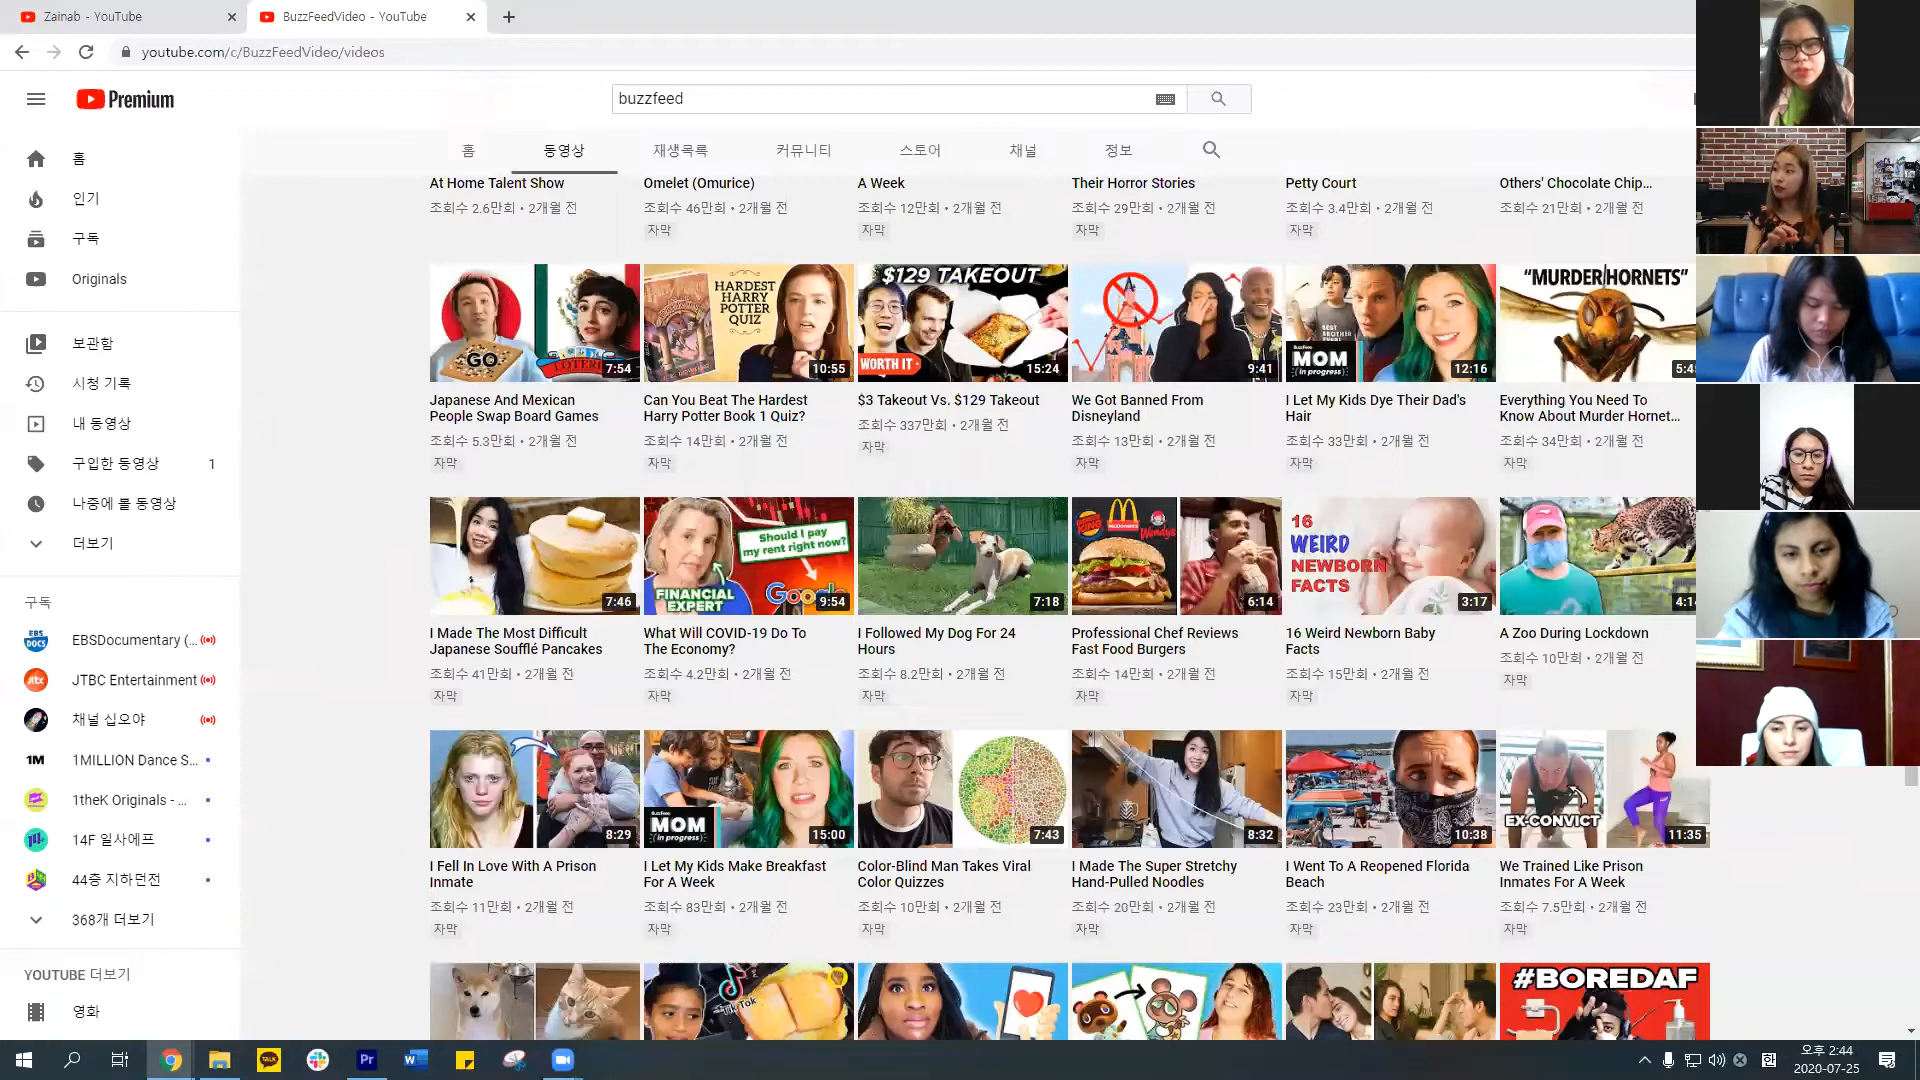 Zainab - YouTube
BuzzFeedVideo - YouTube
youtube.com/c/BuzzFeedVideo/videos
Premium
buzzfeed
홈
동영상
재생목록
커뮤니티
스토어
채널
정보
홈
인기
구독
Originals
보관함
시청 기록
내 동영상
구입한 동영상 1
나중에 볼 동영상
더보기
구독
EBSDocumentary (...
JTBC Entertainment
채널 십오야
1MILLION Dance S...
1theK Originals - ...
14F 일사에프
44층 지하던전
368개 더보기
YOUTUBE 더보기
영화
At Home Talent Show
조회수 2.6만회 • 2개월 전
Omelet (Omurice)
조회수 46만회 • 2개월 전
자막
A Week
조회수 12만회 • 2개월 전
자막
Their Horror Stories
조회수 29만회 • 2개월 전
자막
Petty Court
조회수 3.4만회 • 2개월 전
자막
Others' Chocolate Chip...
조회수 21만회 • 2개월 전
자막
GO
LOTERIA
7:54
Japanese And Mexican
People Swap Board Games
조회수 5.3만회 • 2개월 전
자막
HARDEST
HARRY
POTTER
QUIZ
10:55
Can You Beat The Hardest
Harry Potter Book 1 Quiz?
조회수 14만회 • 2개월 전
자막
$129 TAKEOUT
WORTH IT
15:24
$3 Takeout Vs. $129 Takeout
조회수 337만회 • 2개월 전
자막
9:41
We Got Banned From
Disneyland
조회수 13만회 • 2개월 전
자막
BuzzFeed
MOM
(in progress)
12:16
I Let My Kids Dye Their Dad's
Hair
조회수 33만회 • 2개월 전
자막
"MURDER HORNETS"
5:4
Everything You Need To
Know About Murder Hornet...
조회수 34만회 • 2개월 전
자막
7:46
I Made The Most Difficult
Japanese Soufflé Pancakes
조회수 41만회 • 2개월 전
자막
Should I pay
my rent right now?
FINANCIAL
EXPERT
Google
9:54
What Will COVID-19 Do To
The Economy?
조회수 4.2만회 • 2개월 전
자막
7:18
I Followed My Dog For 24
Hours
조회수 8.2만회 • 2개월 전
자막
BURGER
KING
McDonald's
Wendy's
6:14
Professional Chef Reviews
Fast Food Burgers
조회수 14만회 • 2개월 전
자막
16
WEIRD
NEWBORN
FACTS
3:17
16 Weird Newborn Baby
Facts
조회수 15만회 • 2개월 전
자막
4:1
A Zoo During Lockdown
조회수 10만회 • 2개월 전
자막
8:29
I Fell In Love With A Prison
Inmate
조회수 11만회 • 2개월 전
자막
BuzzFeed
MOM
(in progress)
15:00
I Let My Kids Make Breakfast
For A Week
조회수 83만회 • 2개월 전
자막
7:43
Color-Blind Man Takes Viral
Color Quizzes
조회수 10만회 • 2개월 전
자막
8:32
I Made The Super Stretchy
Hand-Pulled Noodles
조회수 20만회 • 2개월 전
자막
10:38
I Went To A Reopened Florida
Beach
조회수 23만회 • 2개월 전
자막
EX-CONVICT
11:35
We Trained Like Prison
Inmates For A Week
조회수 7.5만회 • 2개월 전
자막
TikTok
#BOREDAF
오후 2:44
2020-07-25